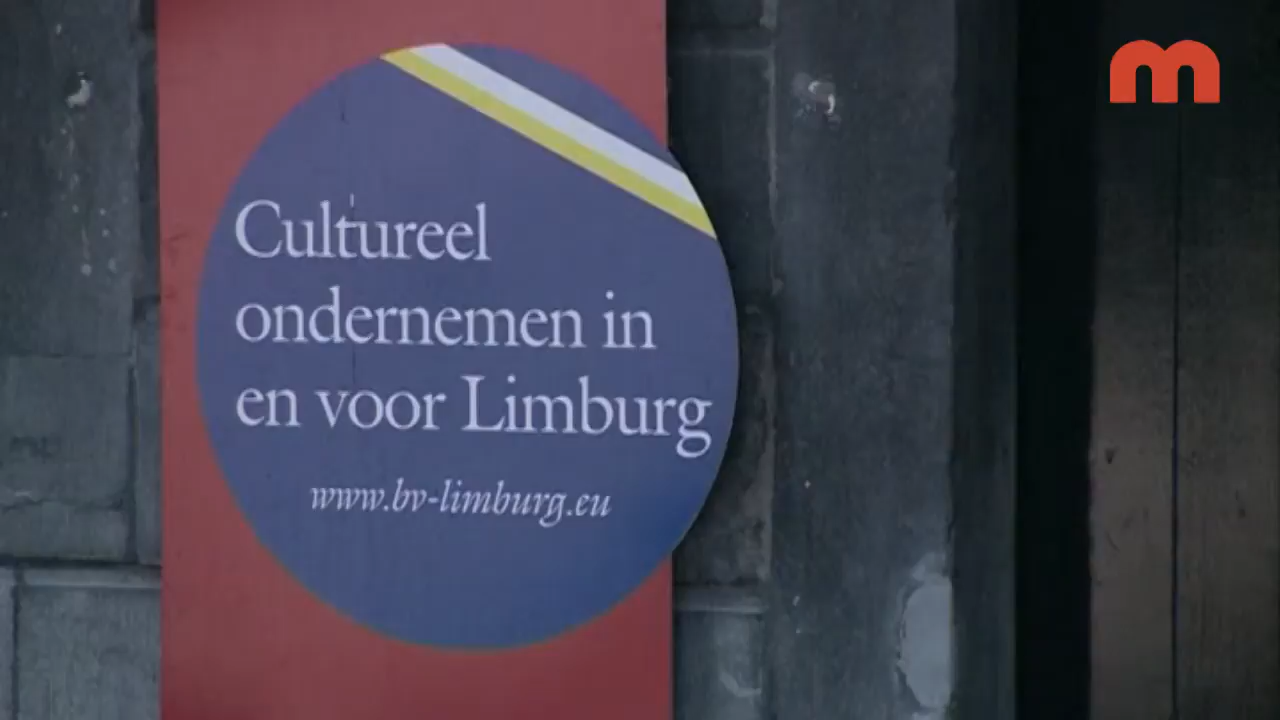 m
Cultureel
ondernemen in
en voor Limburg
www.bv-limburg.eu